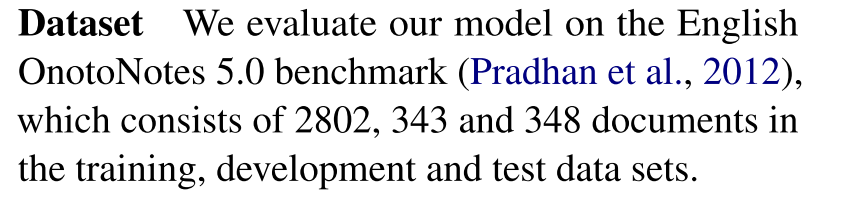 Dataset We evaluate our model on the English
OnotoNotes 5.0 benchmark (Pradhan et al., 2012),
which consists of 2802, 343 and 348 documents in
the training, development and test data sets.